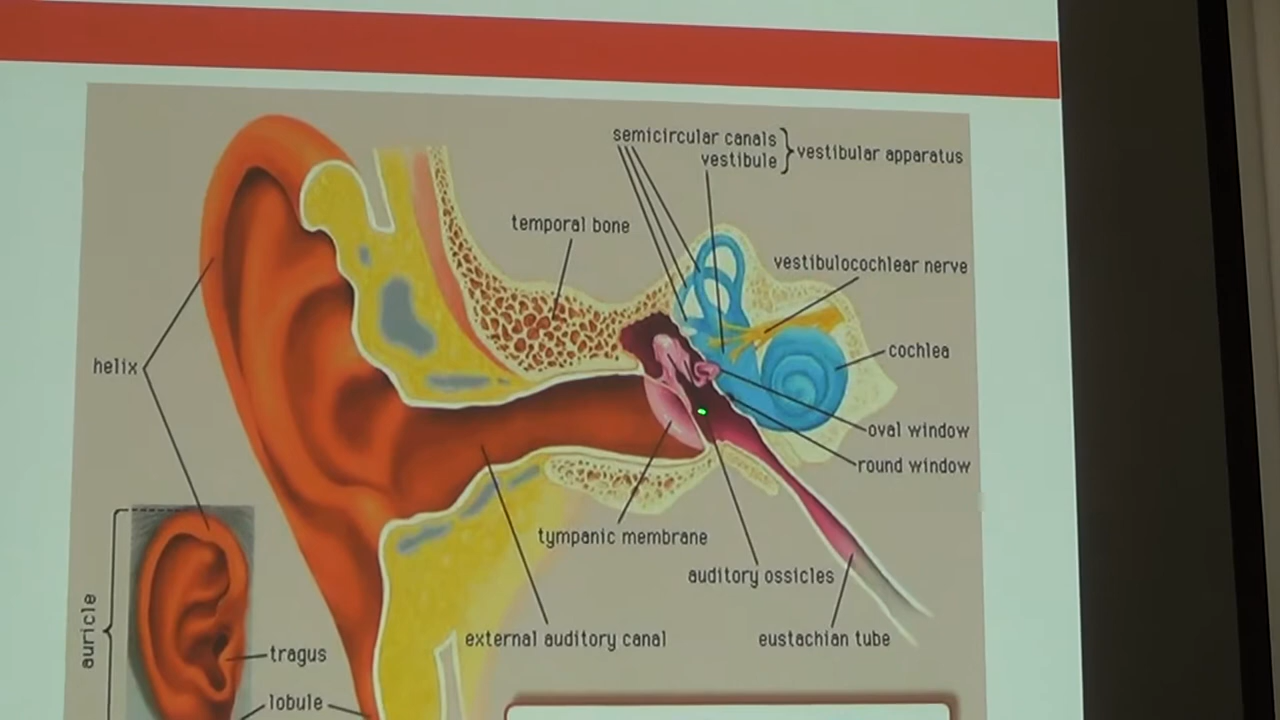 semicircular canals
vestibule
vestibular apparatus
temporal bone
vestibulocochlear nerve
helix
cochlea
oval window
round window
tympanic membrane
auditory ossicles
auricle
external auditory canal
eustachian tube
tragus
lobule